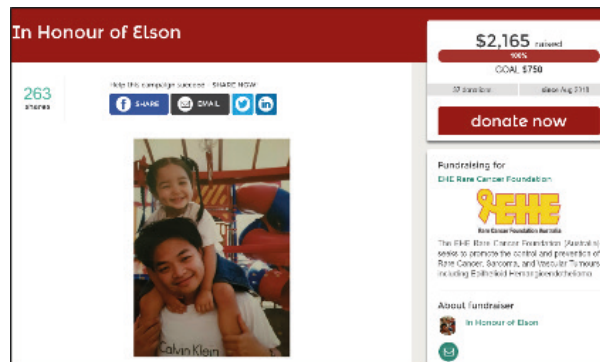 In Honour of Elson
263
shares
Help this campaign succeed - SHARE NOW!
SHARE
EMAIL
$2,165 raised
100%
GOAL $750
37 donations
since Aug 2018
donate now
Fundraising for
EHE Rare Cancer Foundation
EHE
Rare Cancer Foundation Australia
The EHE Rare Cancer Foundation (Australia)
seeks to promote the control and prevention of
Rare Cancer, Sarcoma, and Vascular Tumours
including Epithelioid Hemangioendothelioma
About fundraiser
In Honour of Elson
Calvin Klein